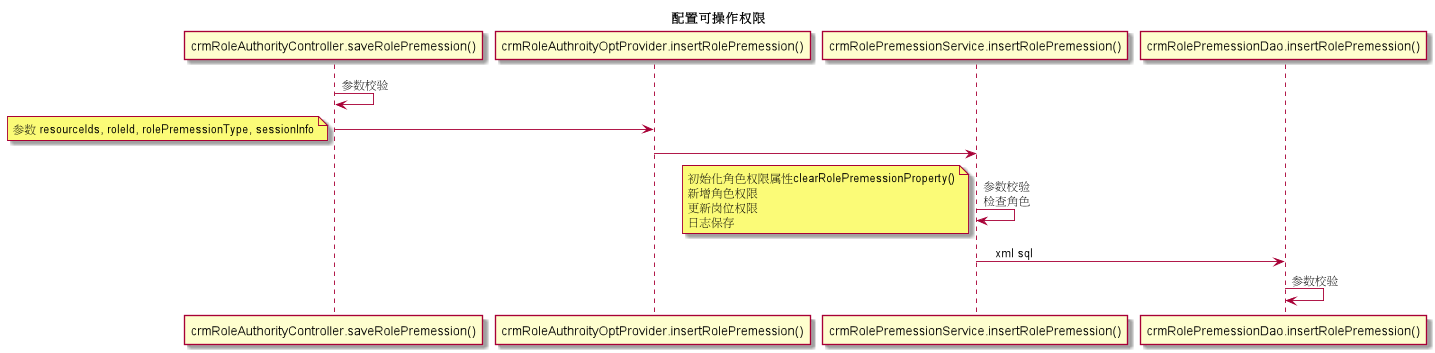 配置可操作权限
crmRoleAuthorityController.saveRolePremession()
crmRoleAuthroityOptProvider.insertRolePremession()
crmRolePremessionService.insertRolePremession()
crmRolePremessionDao.insertRolePremession()
参数校验
参数 resourceIds, roleId, rolePremessionType, sessionInfo
初始化角色权限属性clearRolePremessionProperty()
新增角色权限
更新岗位权限
日志保存
参数校验
检查角色
xml sql
参数校验
crmRoleAuthorityController.saveRolePremession()
crmRoleAuthroityOptProvider.insertRolePremession()
crmRolePremessionService.insertRolePremession()
crmRolePremessionDao.insertRolePremession()